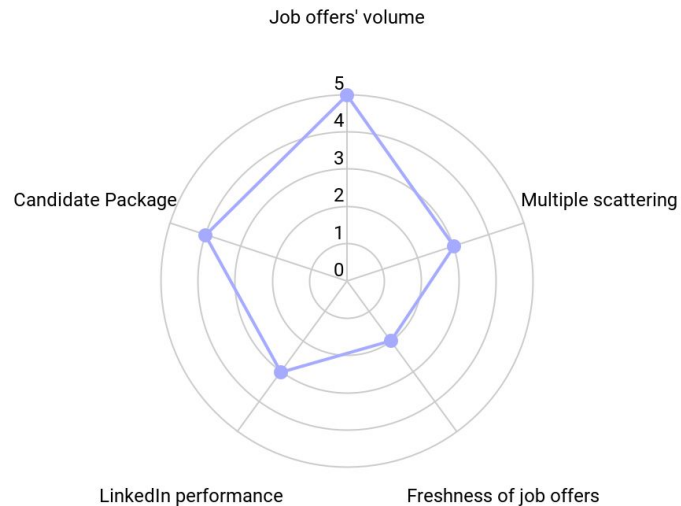 Job offers' volume
5
4
3
2
1
0
Candidate Package
Multiple scattering
LinkedIn performance
Freshness of job offers